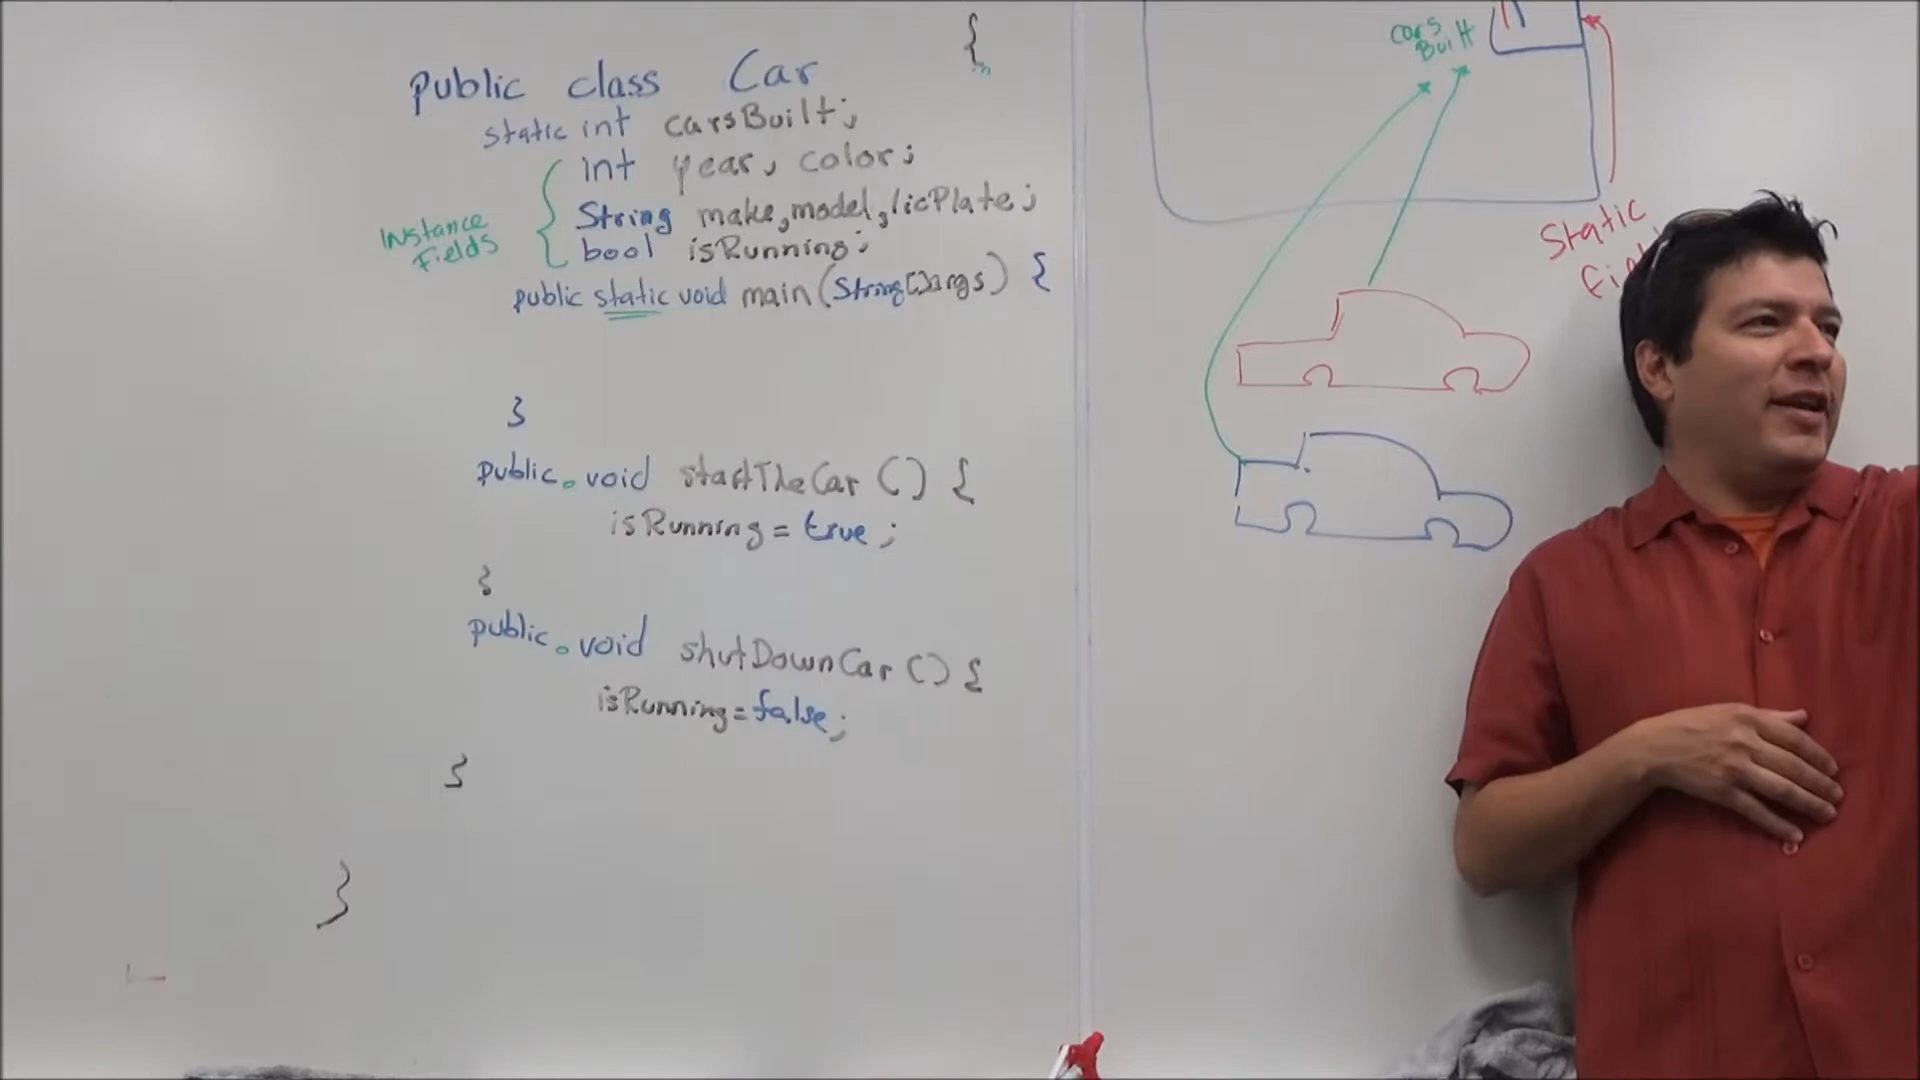 public class Car {
static int carsBuilt;
int year, color;
String make, model, licPlate;
bool isRunning;
Instance
Fields
public static void main(String[] args) {
}
public void startTheCar () {
isRunning = true;
}
public void shutDownCar () {
isRunning = false;
}
}
cars
Built
Static